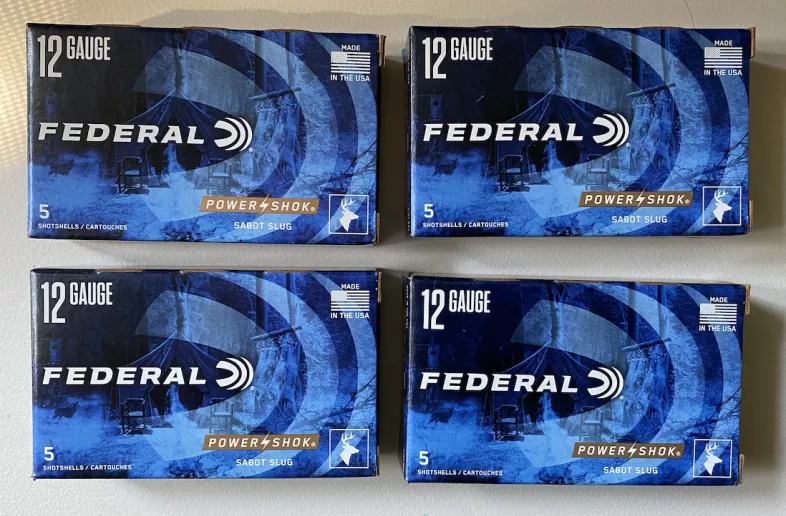 12 GAUGE
MADE
IN THE USA
FEDERAL®
POWER SHOK®
SABOT SLUG
5
SHOTSHELLS / CARTOUCHES
12 GAUGE
MADE
IN THE USA
FEDERAL®
POWER SHOK®
SABOT SLUG
5
SHOTSHELLS / CARTOUCHES
12 GAUGE
MADE
IN THE USA
FEDERAL®
POWER SHOK®
SABOT SLUG
5
SHOTSHELLS / CARTOUCHES
12 GAUGE
MADE
IN THE USA
FEDERAL®
POWER SHOK®
SABOT SLUG
5
SHOTSHELLS / CARTOUCHES